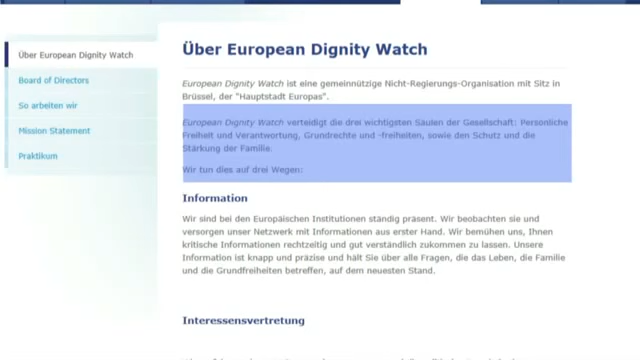 Über European Dignity Watch
Board of Directors
So arbeiten wir
Mission Statement
Praktikum
Über European Dignity Watch
European Dignity Watch ist eine gemeinnützige Nicht-Regierungs-Organisation mit Sitz in
Brüssel, der "Hauptstadt Europas".
European Dignity Watch verteidigt die drei wichtigsten Säulen der Gesellschaft: Persönliche
Freiheit und Verantwortung, Grundrechte und -freiheiten, sowie den Schutz und die
Stärkung der Familie.
Wir tun dies auf drei Wegen:
Information
Wir sind bei den Europäischen Institutionen ständig präsent. Wir beobachten sie und
versorgen unser Netzwerk mit Informationen aus erster Hand. Wir bemühen uns, Ihnen
kritische Informationen rechtzeitig und gut verständlich zukommen zu lassen. Unsere
Information ist knapp und präzise und hält Sie über alle Fragen, die das Leben, die Familie
und die Grundfreiheiten betreffen, auf dem neuesten Stand.
Interessensvertretung